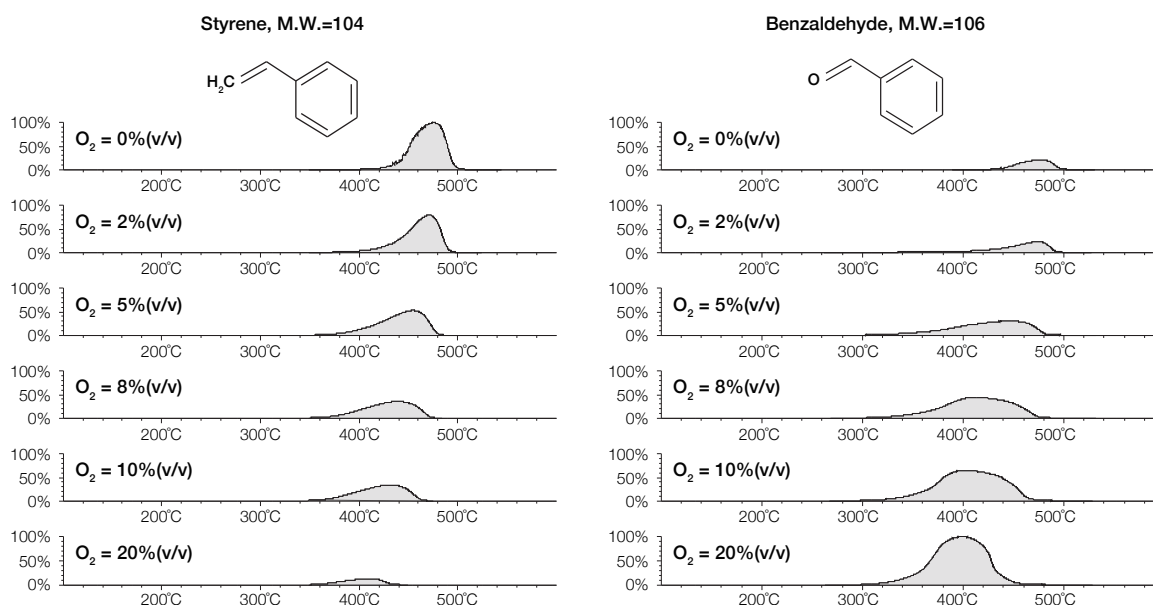 Styrene, M.W.=104
H₂C
O₂ = 0%(v/v)
100%
50%
0%
200℃ 300℃ 400℃ 500℃
O₂ = 2%(v/v)
100%
50%
0%
200℃ 300℃ 400℃ 500℃
O₂ = 5%(v/v)
100%
50%
0%
200℃ 300℃ 400℃ 500℃
O₂ = 8%(v/v)
100%
50%
0%
200℃ 300℃ 400℃ 500℃
O₂ = 10%(v/v)
100%
50%
0%
200℃ 300℃ 400℃ 500℃
O₂ = 20%(v/v)
100%
50%
0%
200℃ 300℃ 400℃ 500℃
Benzaldehyde, M.W.=106
O
O₂ = 0%(v/v)
100%
50%
0%
200℃ 300℃ 400℃ 500℃
O₂ = 2%(v/v)
100%
50%
0%
200℃ 300℃ 400℃ 500℃
O₂ = 5%(v/v)
100%
50%
0%
200℃ 300℃ 400℃ 500℃
O₂ = 8%(v/v)
100%
50%
0%
200℃ 300℃ 400℃ 500℃
O₂ = 10%(v/v)
100%
50%
0%
200℃ 300℃ 400℃ 500℃
O₂ = 20%(v/v)
100%
50%
0%
200℃ 300℃ 400℃ 500℃